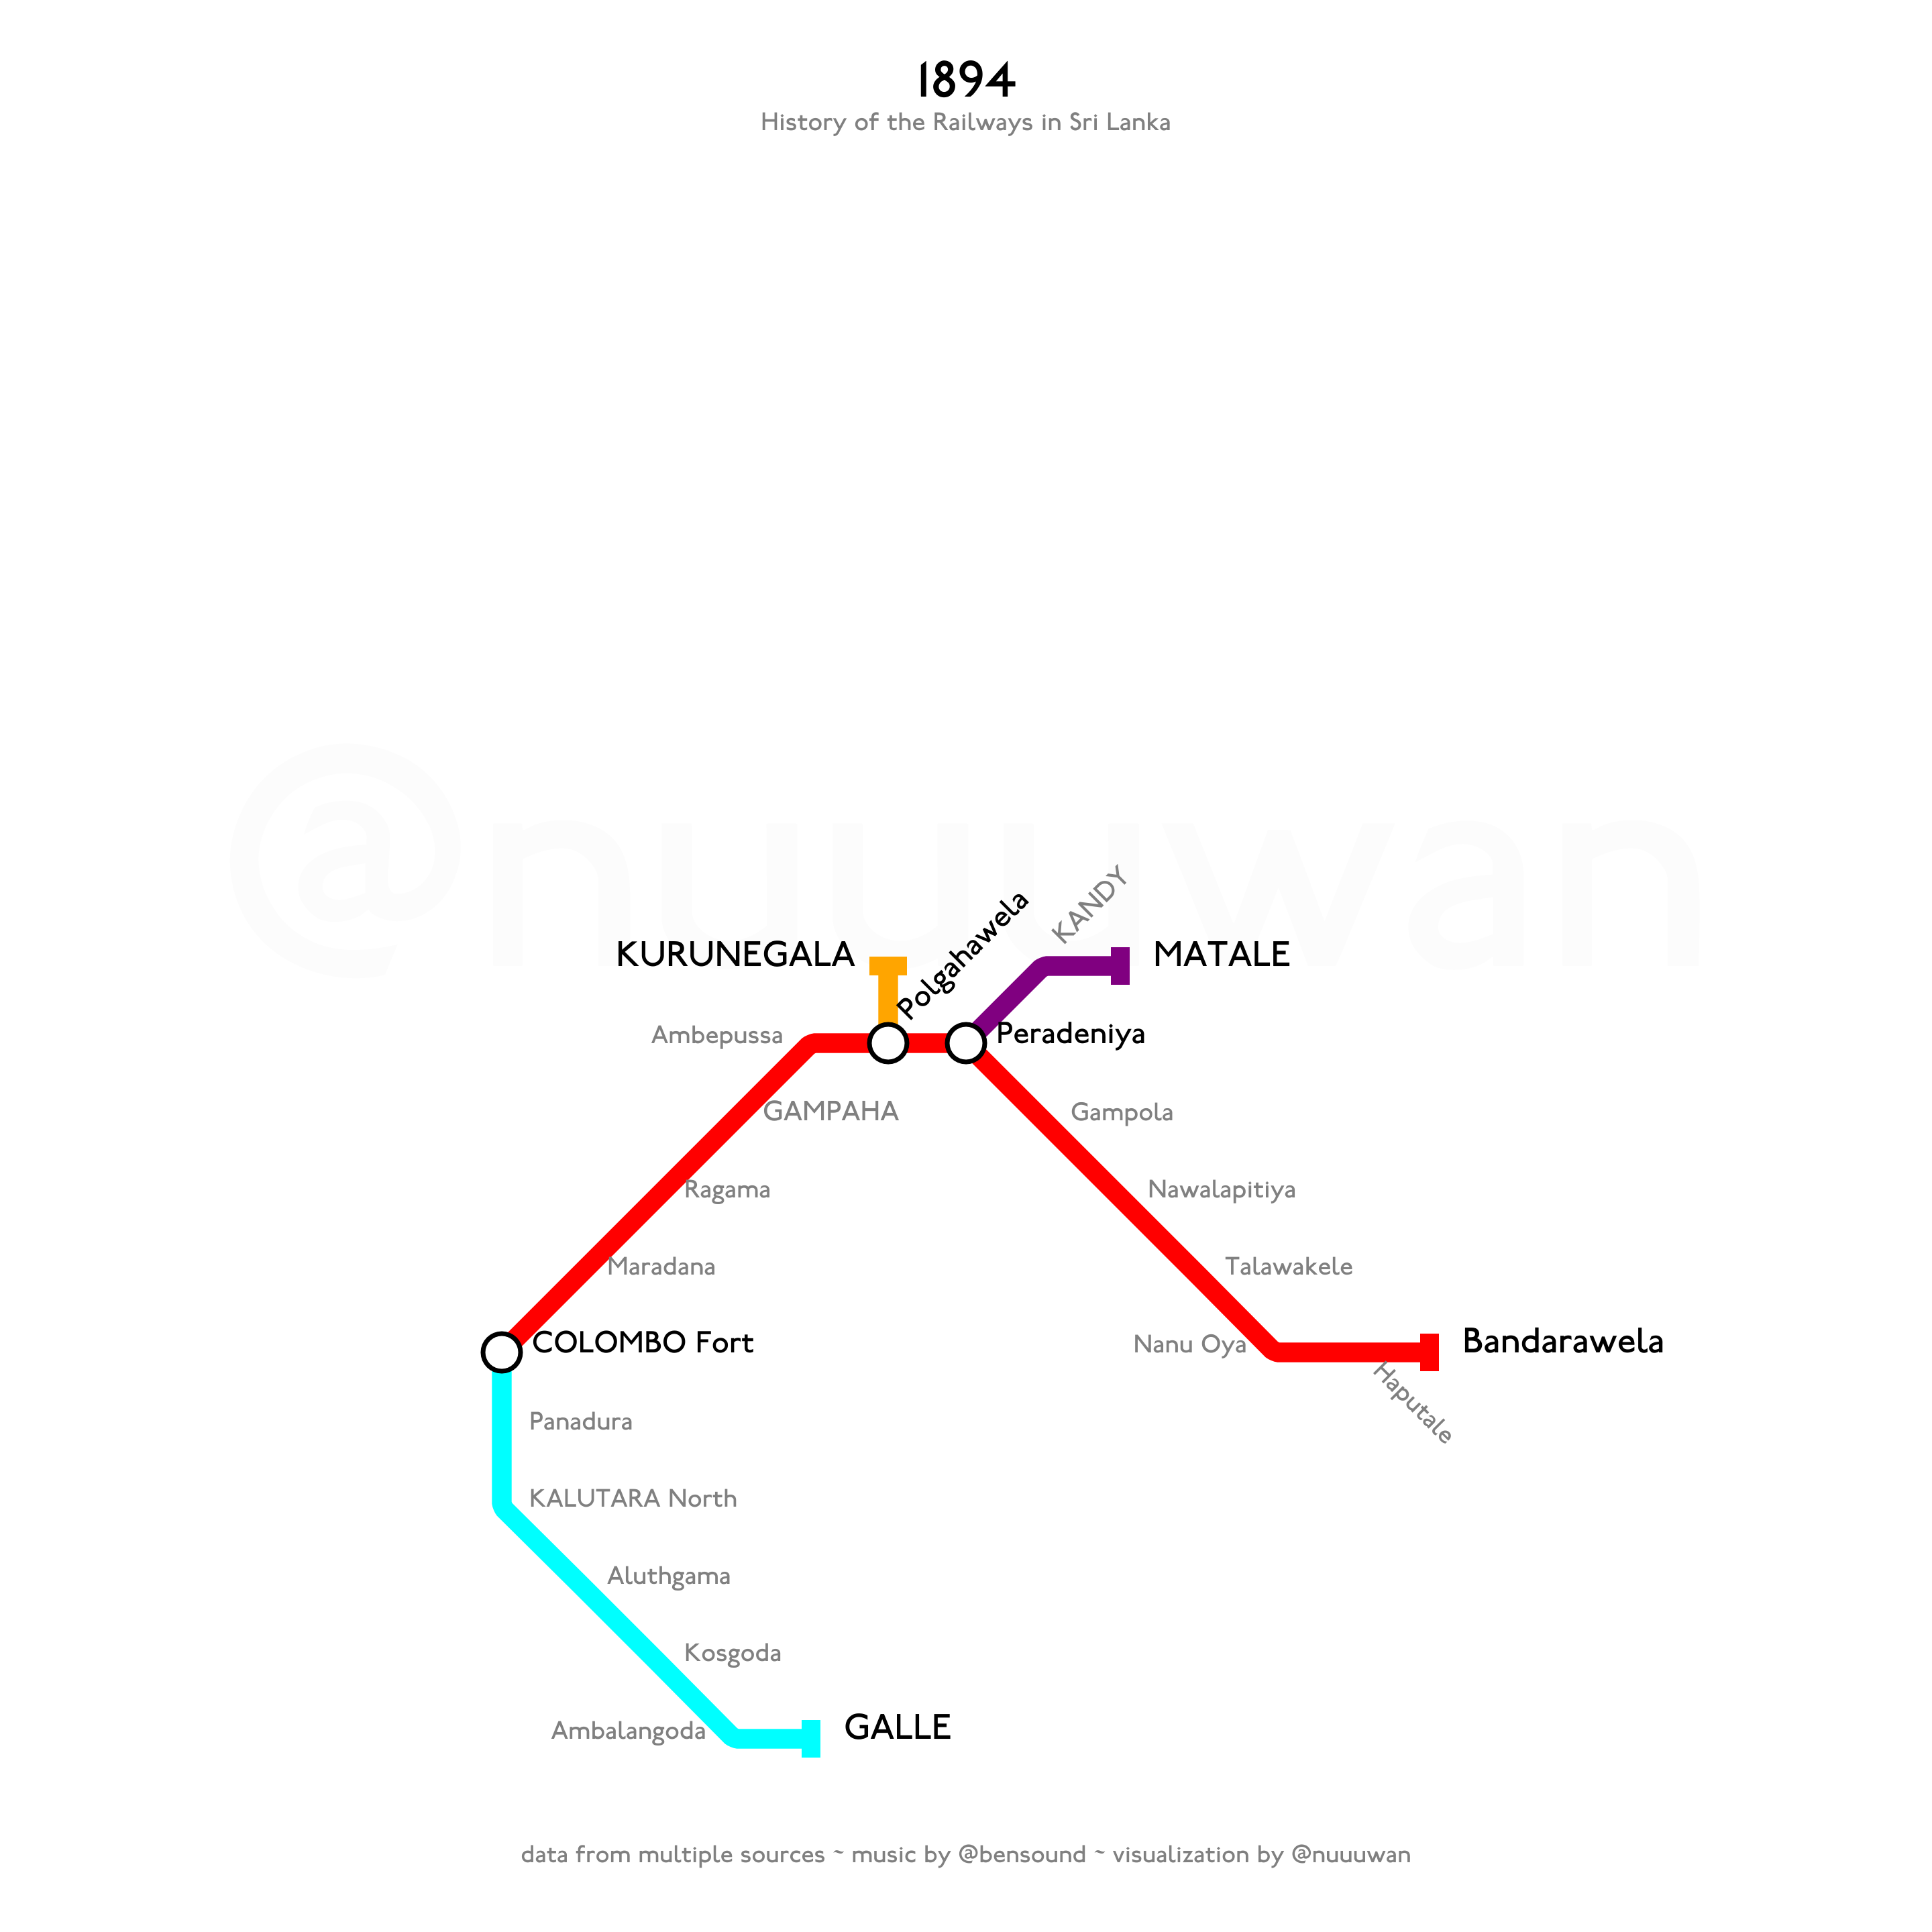 1894
History of the Railways in Sri Lanka
@nuuuwan
KANDY
Polgahawela
KURUNEGALA
MATALE
Ambepussa
Peradeniya
GAMPAHA
Gampola
Ragama
Nawalapitiya
Maradana
Talawakele
COLOMBO Fort
Nanu Oya
Bandarawela
Haputale
Panadura
KALUTARA North
Aluthgama
Kosgoda
Ambalangoda
GALLE
data from multiple sources ~ music by @bensound ~ visualization by @nuuuwan